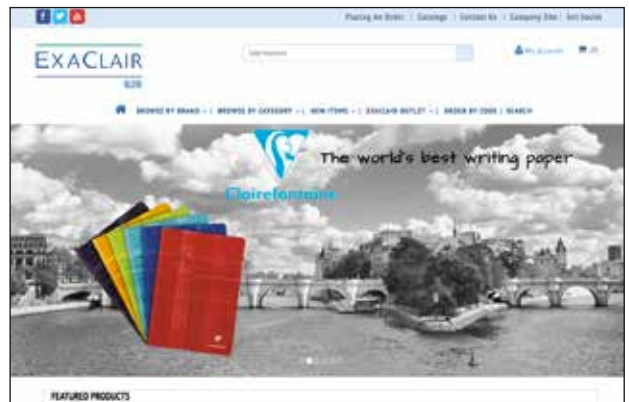 Placing An Order | Catalogs | Contact Us | Company Site | Get Social
EXACLAIR
B2B
My account
BROWSE BY BRAND | BROWSE BY CATEGORY | NEW ITEMS | EXACLAIR OUTLET | ORDER BY CODE | SEARCH
The world's best writing paper
Clairefontaine
FEATURED PRODUCTS